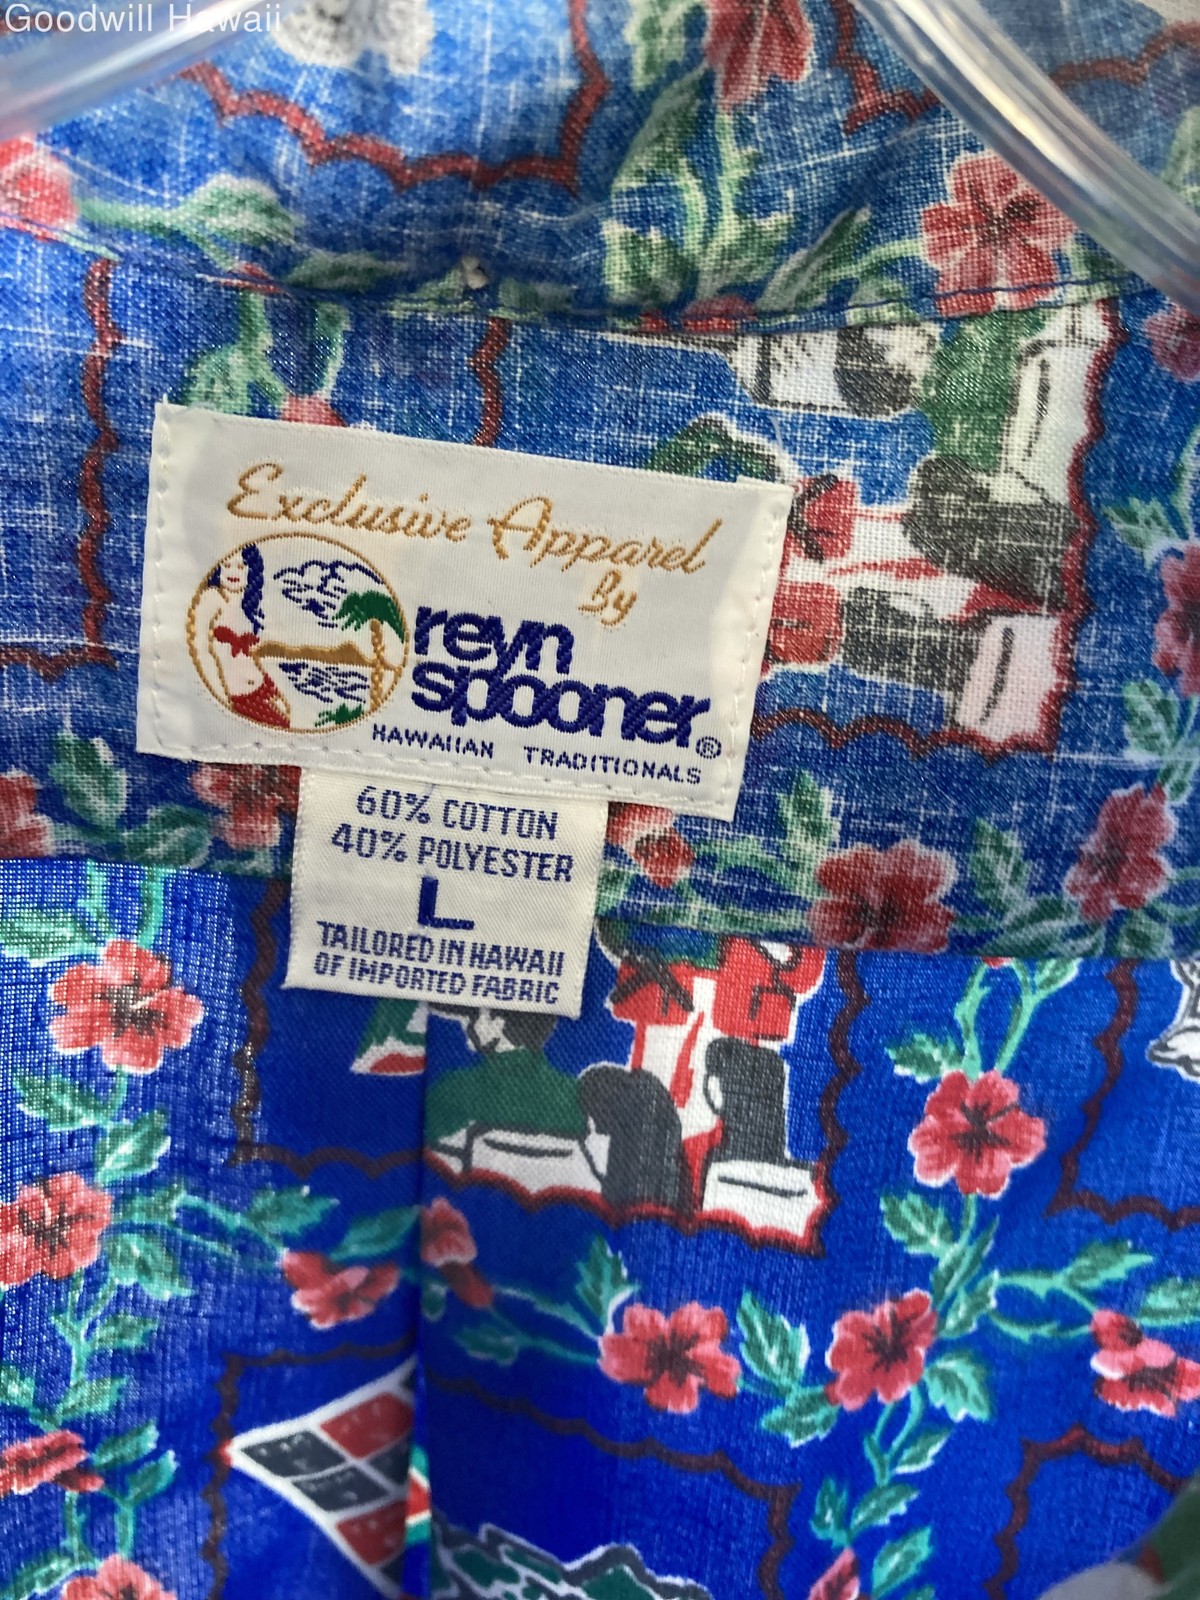 Goodwill Hawaii
Exclusive Apparel
By
reyn
spooner®
HAWAIIAN TRADITIONALS
60% COTTON
40% POLYESTER
L
TAILORED IN HAWAII
OF IMPORTED FABRIC